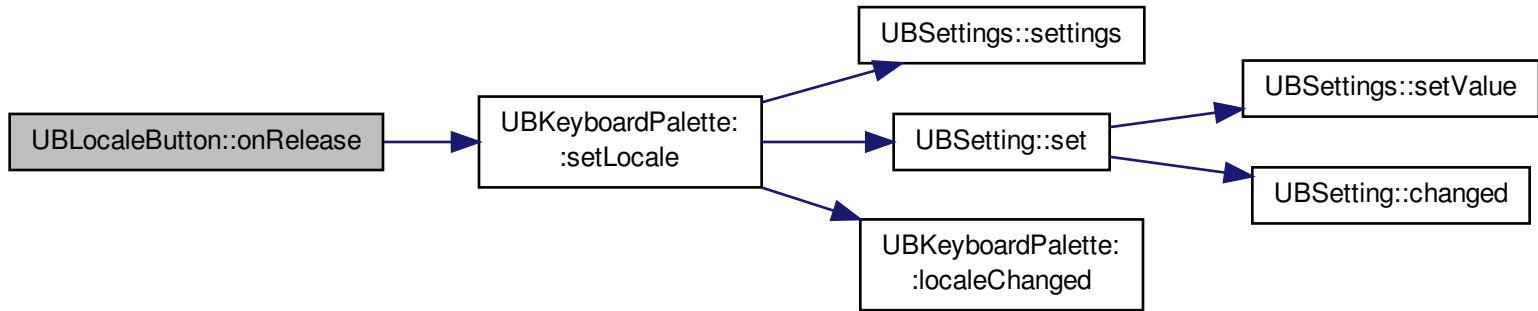 UBLocaleButton::onRelease
UBKeyboardPalette:
:setLocale
UBSettings::settings
UBSetting::set
UBKeyboardPalette:
:localeChanged
UBSettings::setValue
UBSetting::changed